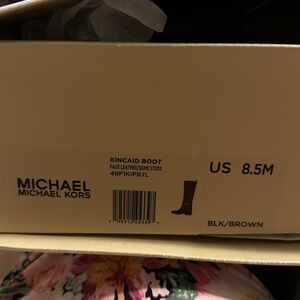 KINCAID BOOT
FAUX LEATHER/DOME STUDS
49F1KIFB7L
US 8.5M
MICHAEL
MICHAEL KORS
BLK/BROWN